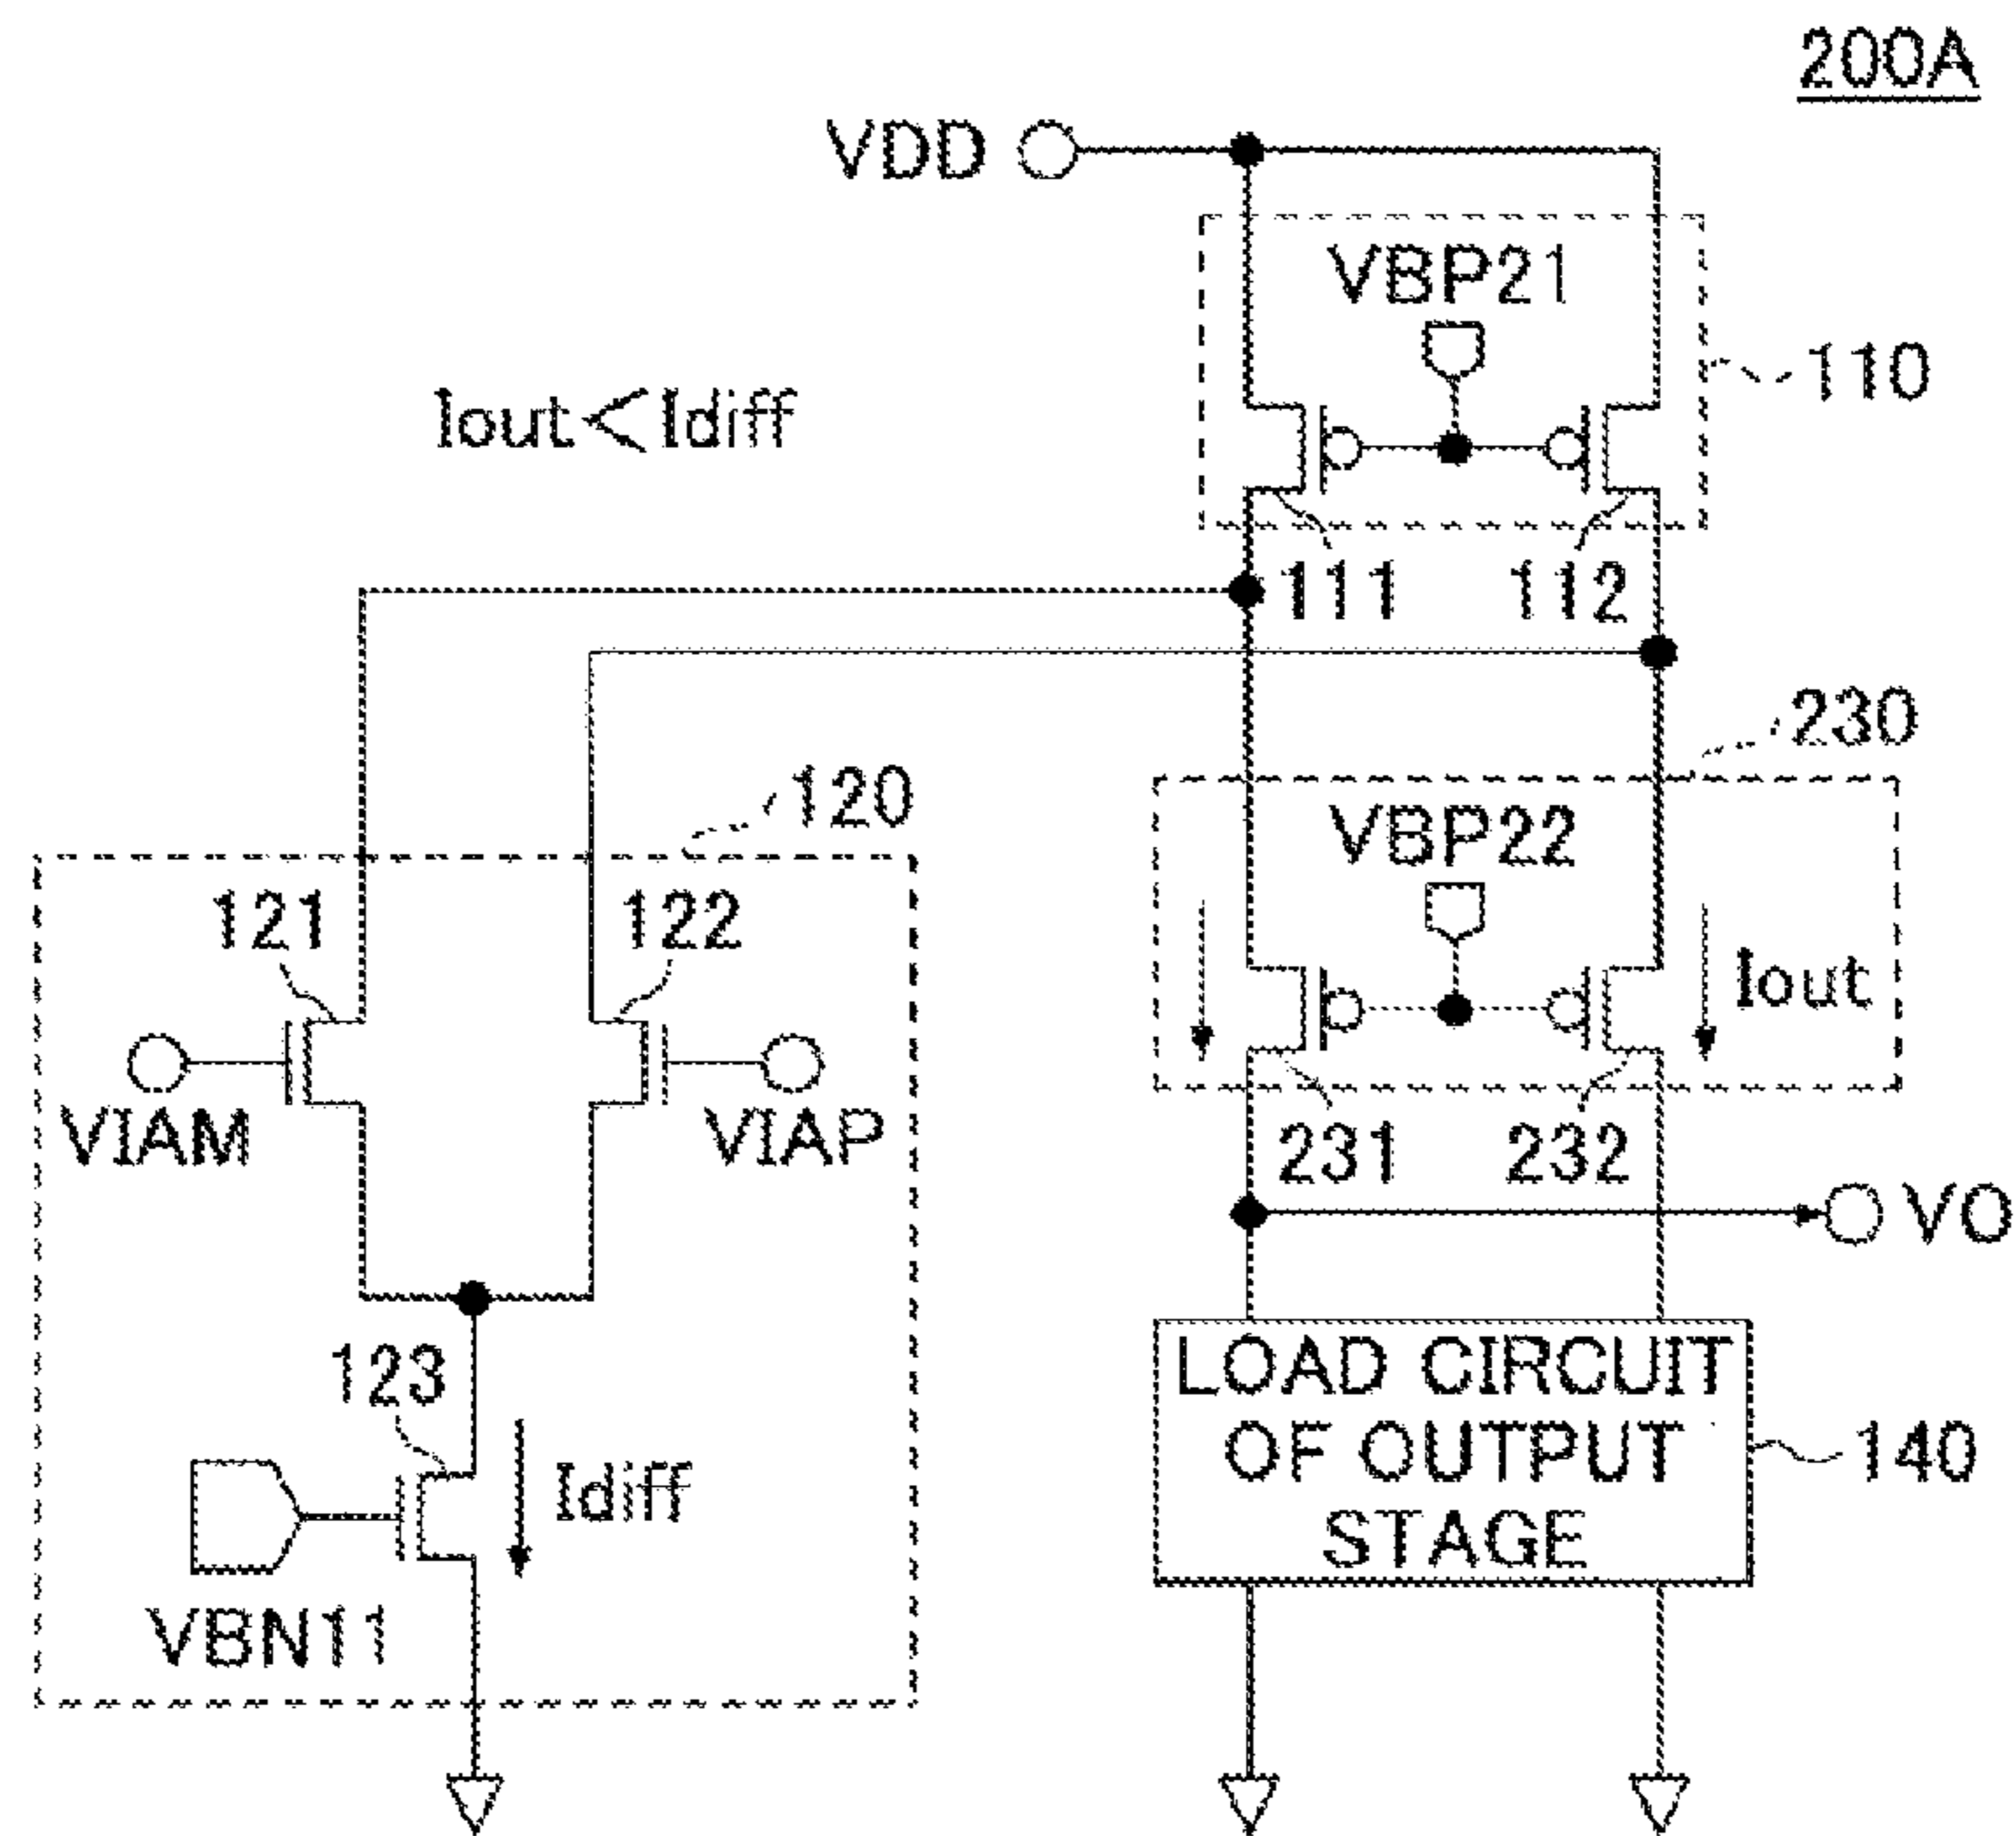 200A
VDD
VBP21
110
Iout<Idiff
111
112
230
120
VBP22
121
122
Iout
VIAM
VIAP
231
232
VO
123
LOAD CIRCUIT
OF OUTPUT
STAGE
140
Idiff
VBN11